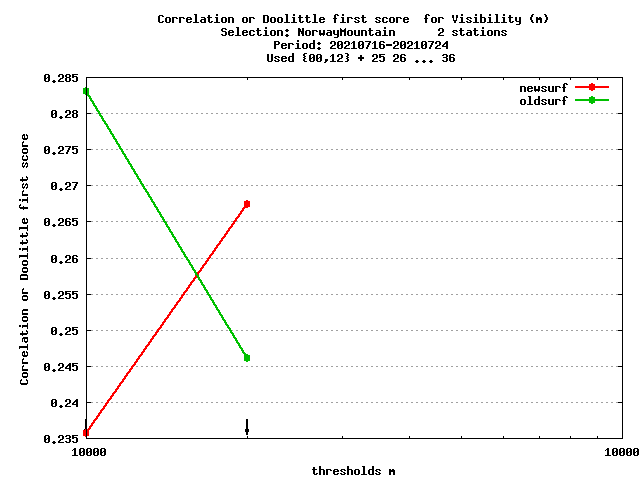 Correlation or Doolittle first score  for Visibility (m)
Selection: NorwayMountain      2 stations
Period: 20210716-20210724
Used {00,12} + 25 26 ... 36
newsurf
oldsurf
Correlation or Doolittle first score
0.285
0.28
0.275
0.27
0.265
0.26
0.255
0.25
0.245
0.24
0.235
10000
10000
thresholds m